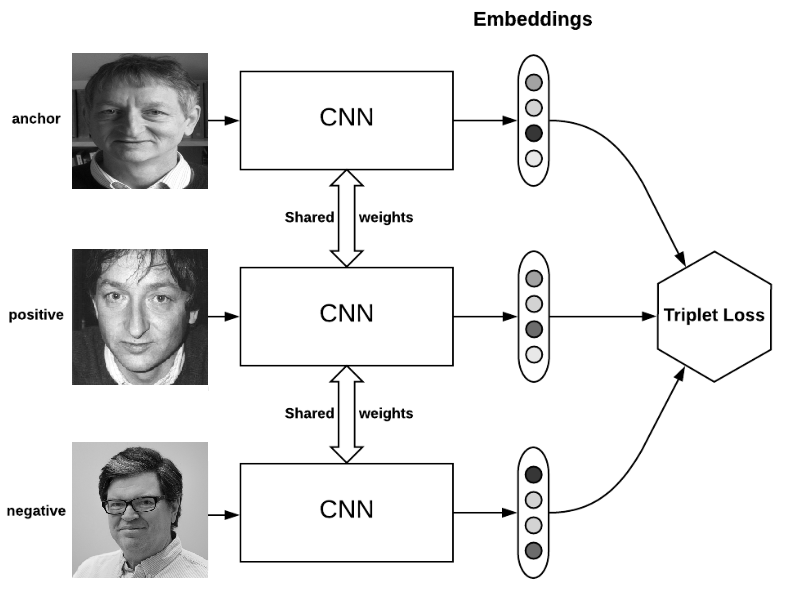 Embeddings
anchor
CNN
Shared weights
positive
CNN
Triplet Loss
Shared weights
negative
CNN